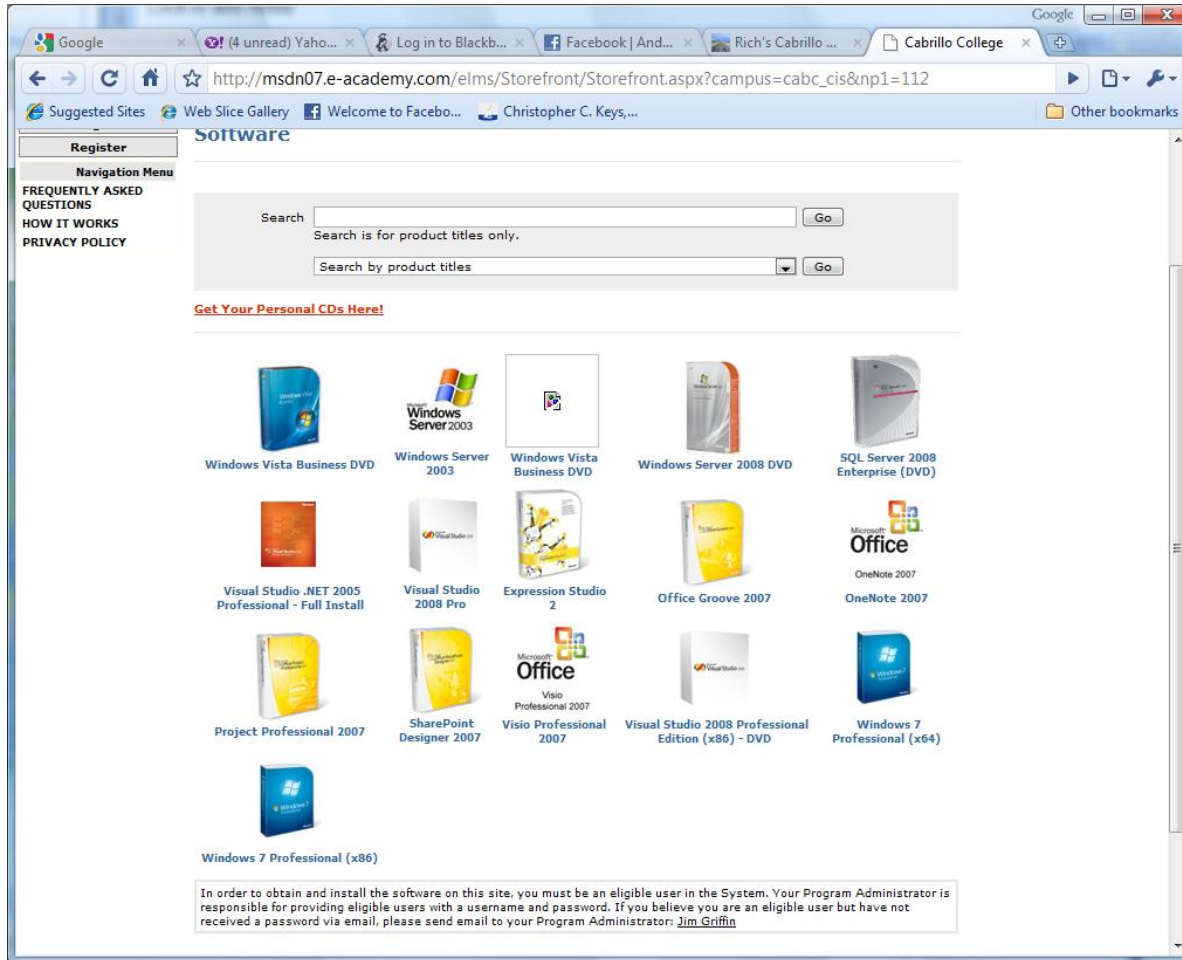 Google
Google
(4 unread) Yaho...
Log in to Blackb...
Facebook | And...
Rich's Cabrillo ...
Cabrillo College
http://msdn07.e-academy.com/elms/Storefront/Storefront.aspx?campus=cabc_cis&np1=112
Suggested Sites
Web Slice Gallery
Welcome to Facebo...
Christopher C. Keys,...
Other bookmarks
Register
Navigation Menu
FREQUENTLY ASKED
QUESTIONS
HOW IT WORKS
PRIVACY POLICY
Software
Search
Go
Search is for product titles only.
Search by product titles
Go
Get Your Personal CDs Here!
Microsoft
Windows
Server 2003
Windows Vista Business DVD
Windows Server
2003
Windows Vista
Business DVD
Windows Server 2008 DVD
SQL Server 2008
Enterprise (DVD)
Visual Studio
Microsoft
Office
OneNote 2007
Visual Studio .NET 2005
Professional - Full Install
Visual Studio
2008 Pro
Expression Studio
2
Office Groove 2007
OneNote 2007
Microsoft
Office
Visio
Professional 2007
Visual Studio
Windows 7
Project Professional 2007
SharePoint
Designer 2007
Visio Professional
2007
Visual Studio 2008 Professional
Edition (x86) - DVD
Windows 7
Professional (x64)
Windows 7
Windows 7 Professional (x86)
In order to obtain and install the software on this site, you must be an eligible user in the System. Your Program Administrator is
responsible for providing eligible users with a username and password. If you believe you are an eligible user but have not
received a password via email, please send email to your Program Administrator: Jim Griffin